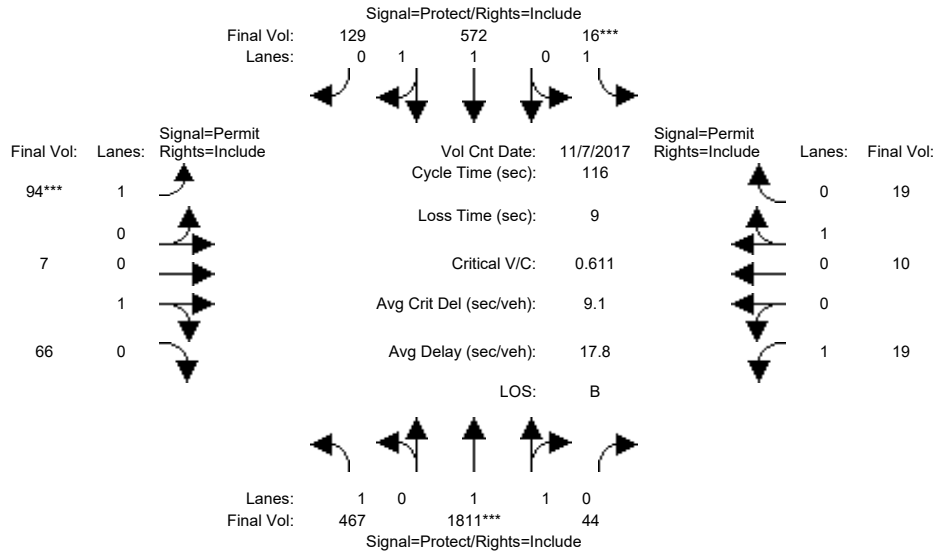 Signal=Protect/Rights=Include
Final Vol: 129 572 16***
Lanes: 0 1 1 0 1
Signal=Permit Signal=Permit
Final Vol: Lanes: Rights=Include Vol Cnt Date: 11/7/2017 Rights=Include Lanes: Final Vol:
Cycle Time (sec): 116
94*** 1 0 19
Loss Time (sec): 9
0 1
7 0 Critical V/C: 0.611 0 10
1 Avg Crit Del (sec/veh): 9.1 0
66 0 Avg Delay (sec/veh): 17.8 1 19
LOS: B
Lanes: 1 0 1 1 0
Final Vol: 467 1811*** 44
Signal=Protect/Rights=Include